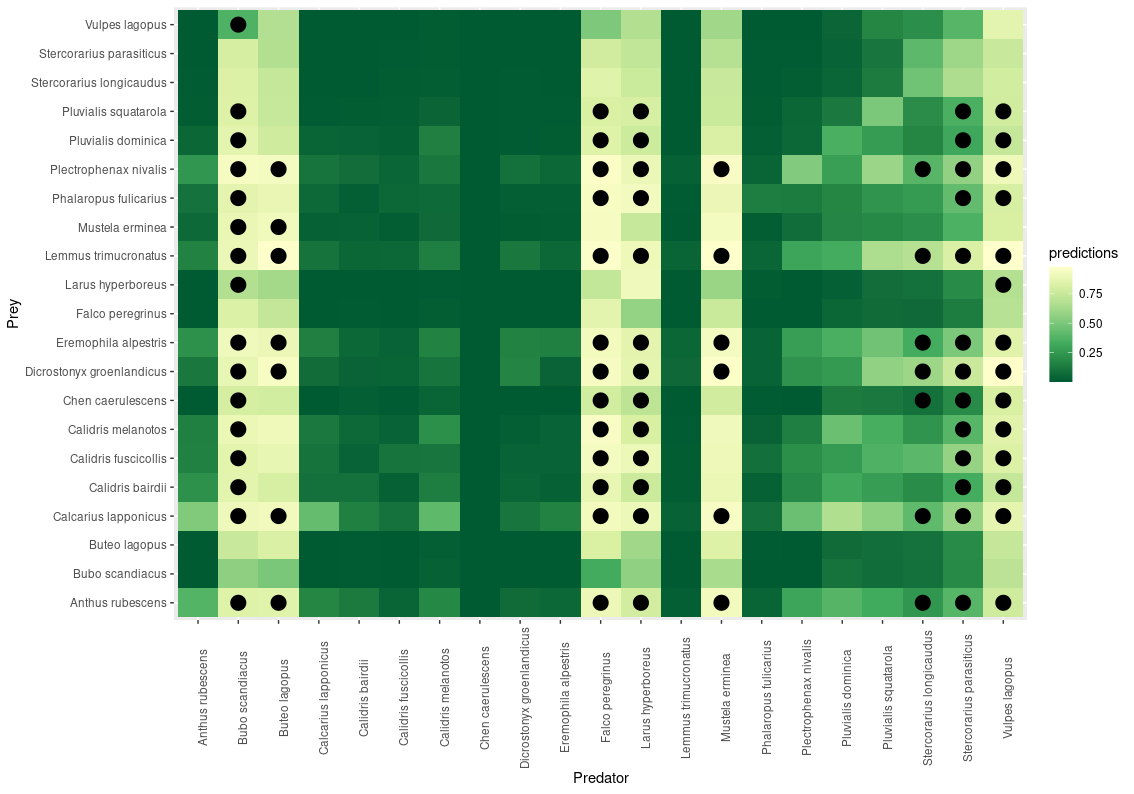 Vulpes lagopus
Stercorarius parasiticus
Stercorarius longicaudus
Pluvialis squatarola
Pluvialis dominica
Plectrophenax nivalis
Phalaropus fulicarius
Mustela erminea
Lemmus trimucronatus
Larus hyperboreus
Falco peregrinus
Eremophila alpestris
Dicrostonyx groenlandicus
Chen caerulescens
Calidris melanotos
Calidris fuscicollis
Calidris bairdii
Calcarius lapponicus
Buteo lagopus
Bubo scandiacus
Anthus rubescens
Prey
Anthus rubescens
Bubo scandiacus
Buteo lagopus
Calcarius lapponicus
Calidris bairdii
Calidris fuscicollis
Calidris melanotos
Chen caerulescens
Dicrostonyx groenlandicus
Eremophila alpestris
Falco peregrinus
Larus hyperboreus
Lemmus trimucronatus
Mustela erminea
Phalaropus fulicarius
Plectrophenax nivalis
Pluvialis dominica
Pluvialis squatarola
Stercorarius longicaudus
Stercorarius parasiticus
Vulpes lagopus
Predator
predictions
0.75
0.50
0.25